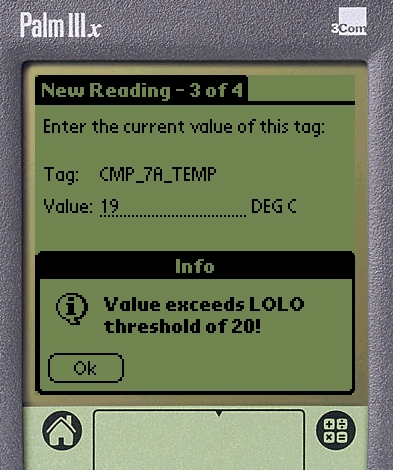 Palm IIIx
3Com
New Reading - 3 of 4
Enter the current value of this tag:
Tag: CMP_7A_TEMP
Value: 19 DEG C
Info
Value exceeds LOLO
threshold of 20!
Ok